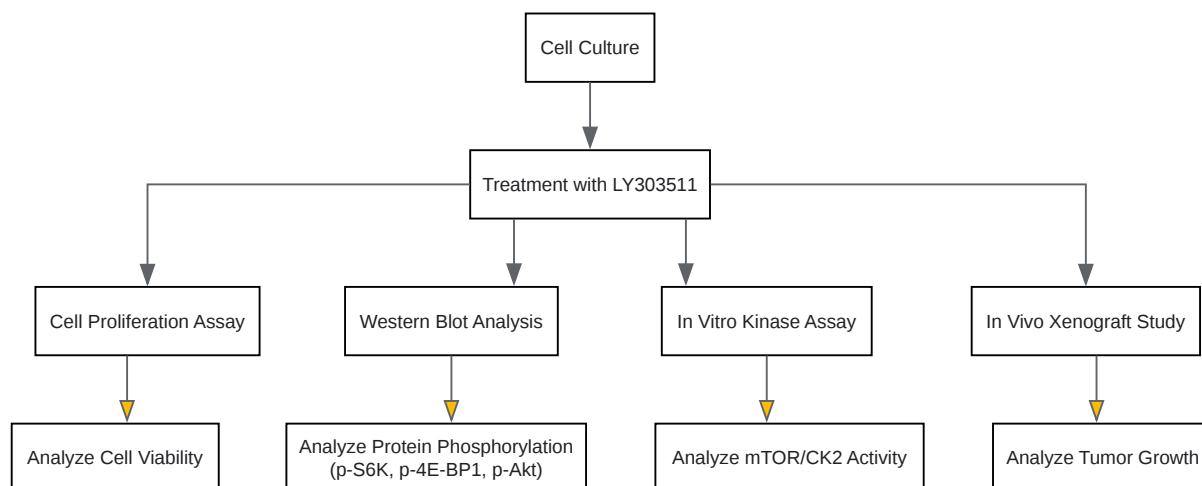 Cell Culture
Treatment with LY303511
Cell Proliferation Assay
Western Blot Analysis
In Vitro Kinase Assay
In Vivo Xenograft Study
Analyze Cell Viability
Analyze Protein Phosphorylation
(p-S6K, p-4E-BP1, p-Akt)
Analyze mTOR/CK2 Activity
Analyze Tumor Growth